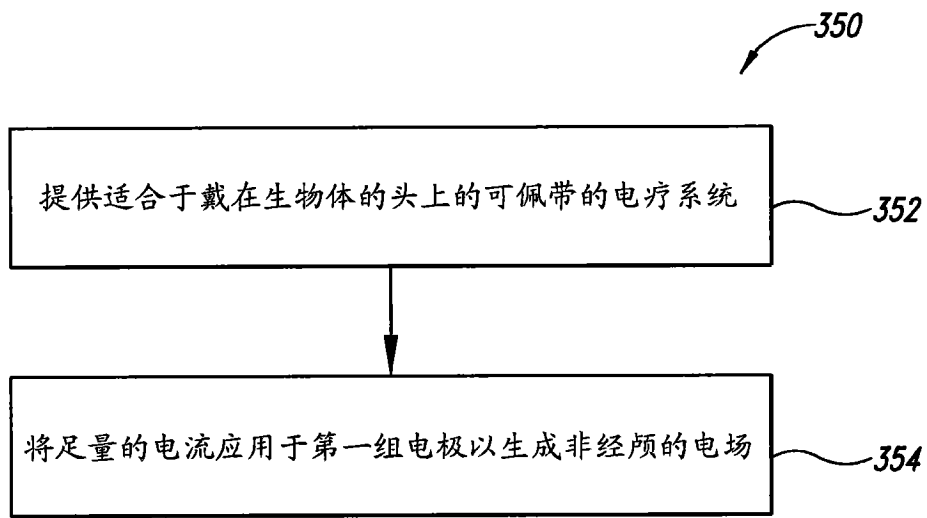 350
提供适合于戴在生物体的头上的可佩带的电疗系统
352
将足量的电流应用于第一组电极以生成非经颅的电场
354